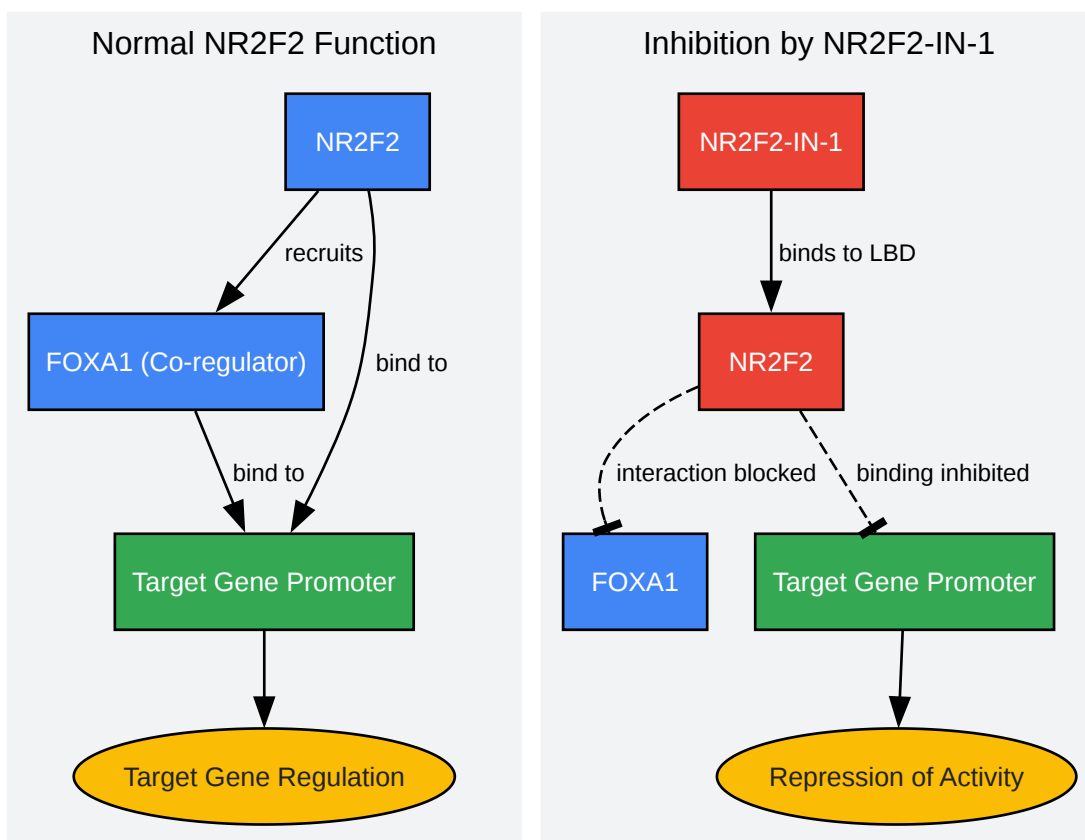 Normal NR2F2 Function
NR2F2
recruits
FOXA1 (Co-regulator)
bind to
bind to
Target Gene Promoter
Target Gene Regulation
Inhibition by NR2F2-IN-1
NR2F2-IN-1
binds to LBD
NR2F2
interaction blocked
binding inhibited
FOXA1
Target Gene Promoter
Repression of Activity